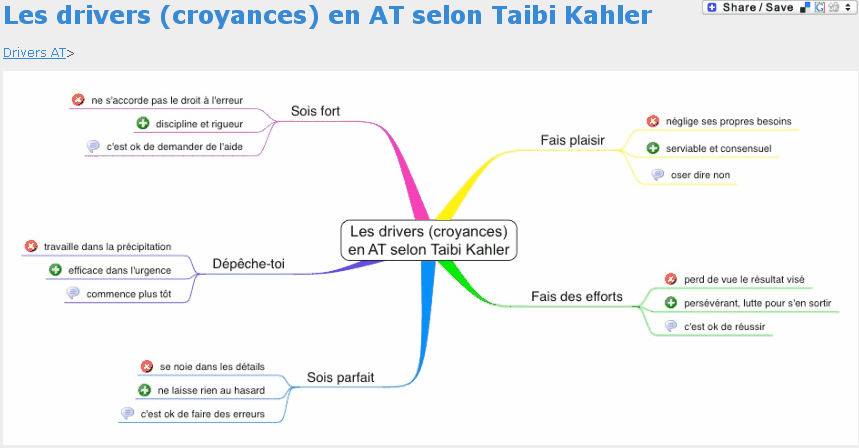 Les drivers (croyances) en AT selon Taibi Kahler
Share / Save
Drivers AT>
Sois fort
ne s'accorde pas le droit à l'erreur
discipline et rigueur
c'est ok de demander de l'aide
Fais plaisir
néglige ses propres besoins
serviable et consensuel
oser dire non
Les drivers (croyances)
en AT selon Taibi Kahler
Dépêche-toi
travaille dans la précipitation
efficace dans l'urgence
commence plus tôt
Fais des efforts
perd de vue le résultat visé
persévérant, lutte pour s'en sortir
c'est ok de réussir
Sois parfait
se noie dans les détails
ne laisse rien au hasard
c'est ok de faire des erreurs